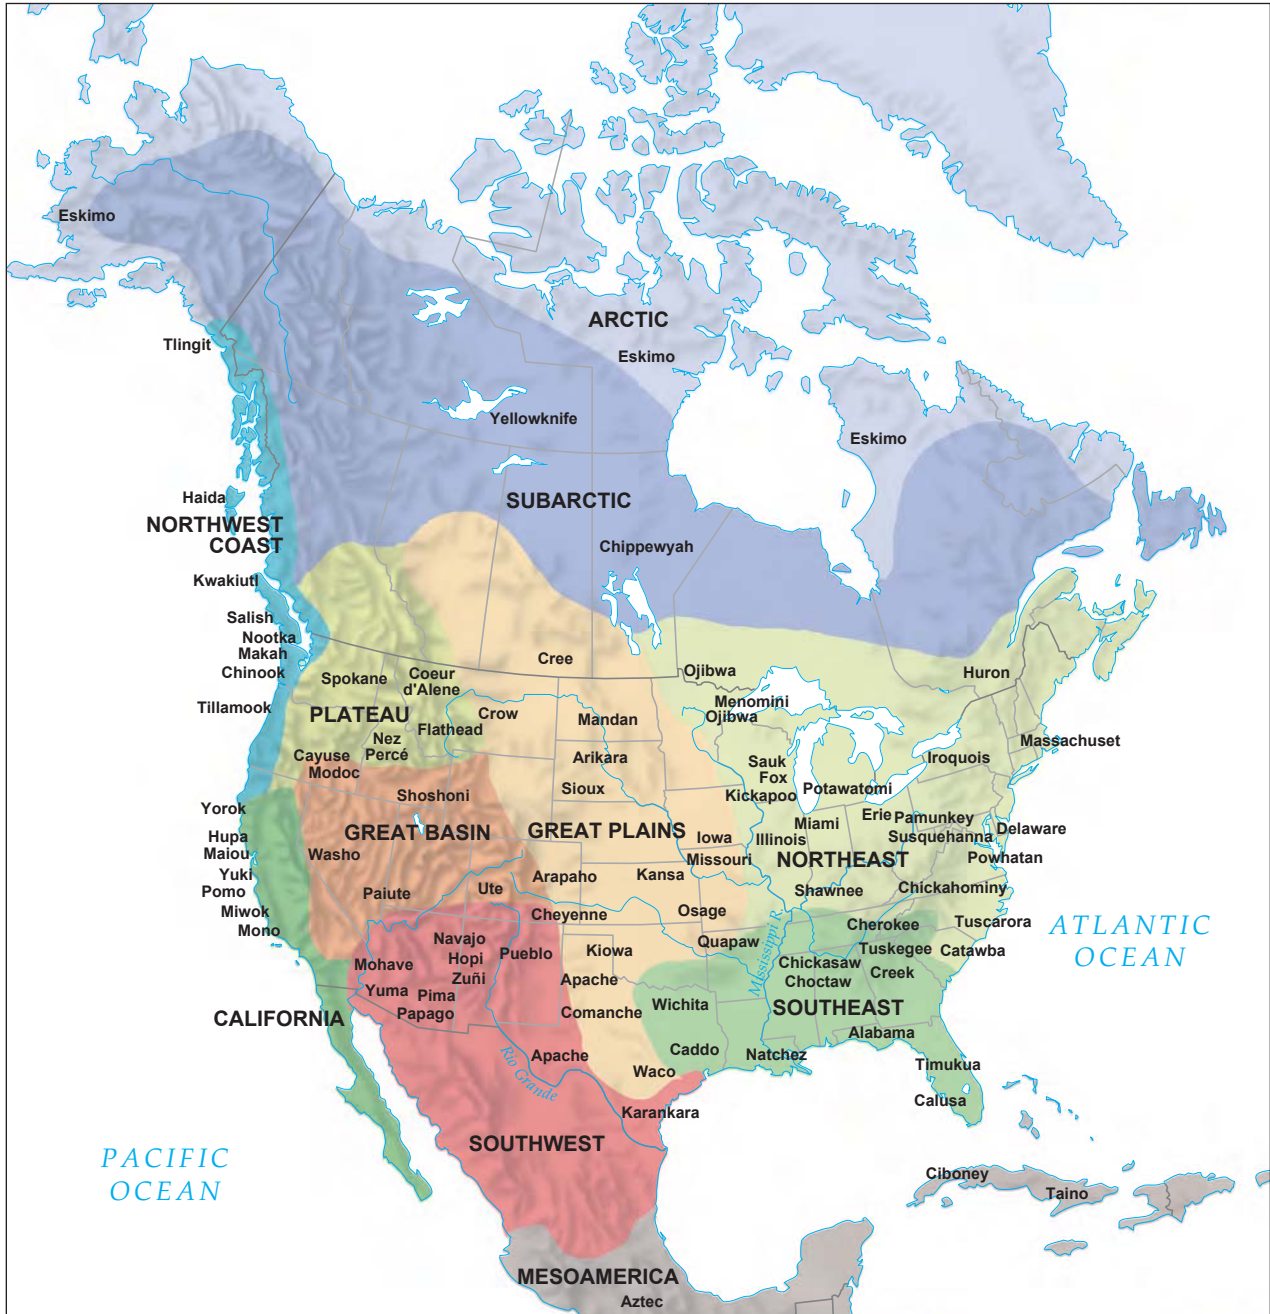 Eskimo
ARCTIC
Eskimo
Tlingit
Yellowknife
Eskimo
Haida
SUBARCTIC
NORTHWEST
COAST
Chippewyah
Kwakiutl
Salish
Nootka
Makah
Chinook
Cree
Spokane
Coeur
d'Alene
Ojibwa
Huron
Tillamook
PLATEAU
Crow
Flathead
Mandan
Menomini
Ojibwa
Nez
Percé
Cayuse
Modoc
Arikara
Sauk
Fox
Kickapoo
Iroquois
Massachuset
Shoshoni
Sioux
Potawatomi
Yorok
Hupa
Maiou
Yuki
Pomo
Miwok
Mono
GREAT BASIN
Washo
GREAT PLAINS
Iowa
Missouri
Illinois
Miami
Erie
Pamunkey
Susquehanna
Delaware
Powhatan
NORTHEAST
Paiute
Ute
Arapaho
Kansa
Shawnee
Chickahominy
Cheyenne
Osage
Mississippi R.
Cherokee
Tuscarora
ATLANTIC
OCEAN
Navajo
Hopi
Zuñi
Pueblo
Kiowa
Quapaw
Tuskegee
Catawba
Mohave
Chickasaw
Choctaw
Creek
Yuma
Pima
Papago
Apache
Comanche
Wichita
SOUTHEAST
CALIFORNIA
Alabama
Apache
Rio Grande
Caddo
Natchez
Waco
Timukua
Calusa
Karankara
SOUTHWEST
PACIFIC
OCEAN
Ciboney
Taino
MESOAMERICA
Aztec